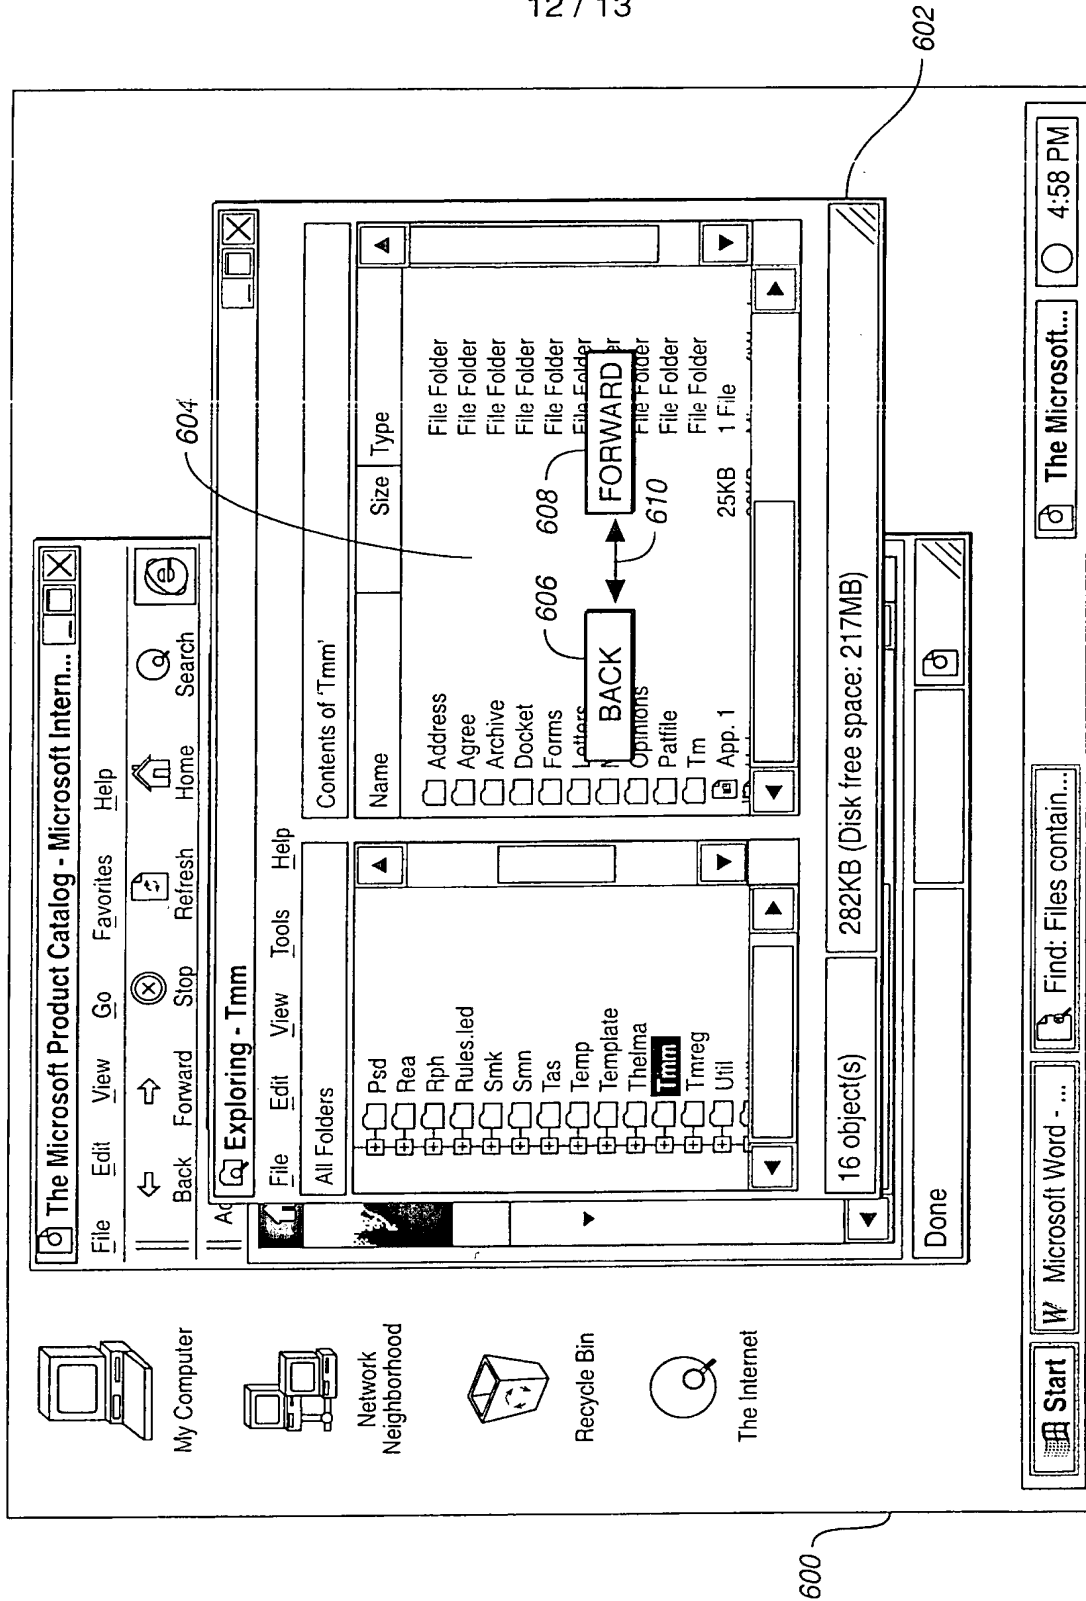 12 / 13
602
604
600
The Microsoft Product Catalog - Microsoft Intern...
File Edit View Go Favorites Help
Back Forward Stop Refresh Home Search
Exploring - Tmm
File Edit View Tools Help
All Folders
Psd
Rea
Rph
Rules.led
Smk
Smn
Tas
Temp
Template
Thelma
Tmm
Tmreg
Util
Contents of 'Tmm'
Name Size Type
Address File Folder
Agree File Folder
Archive File Folder
Docket File Folder
Forms File Folder
Letters File Folder
Opinions File Folder
Patfile File Folder
Tm File Folder
App. 1 25KB 1 File
606
608
BACK
FORWARD
610
16 object(s)
282KB (Disk free space: 217MB)
Done
My Computer
Network
Neighborhood
Recycle Bin
The Internet
Start
W Microsoft Word - ...
Find: Files contain...
The Microsoft...
4:58 PM